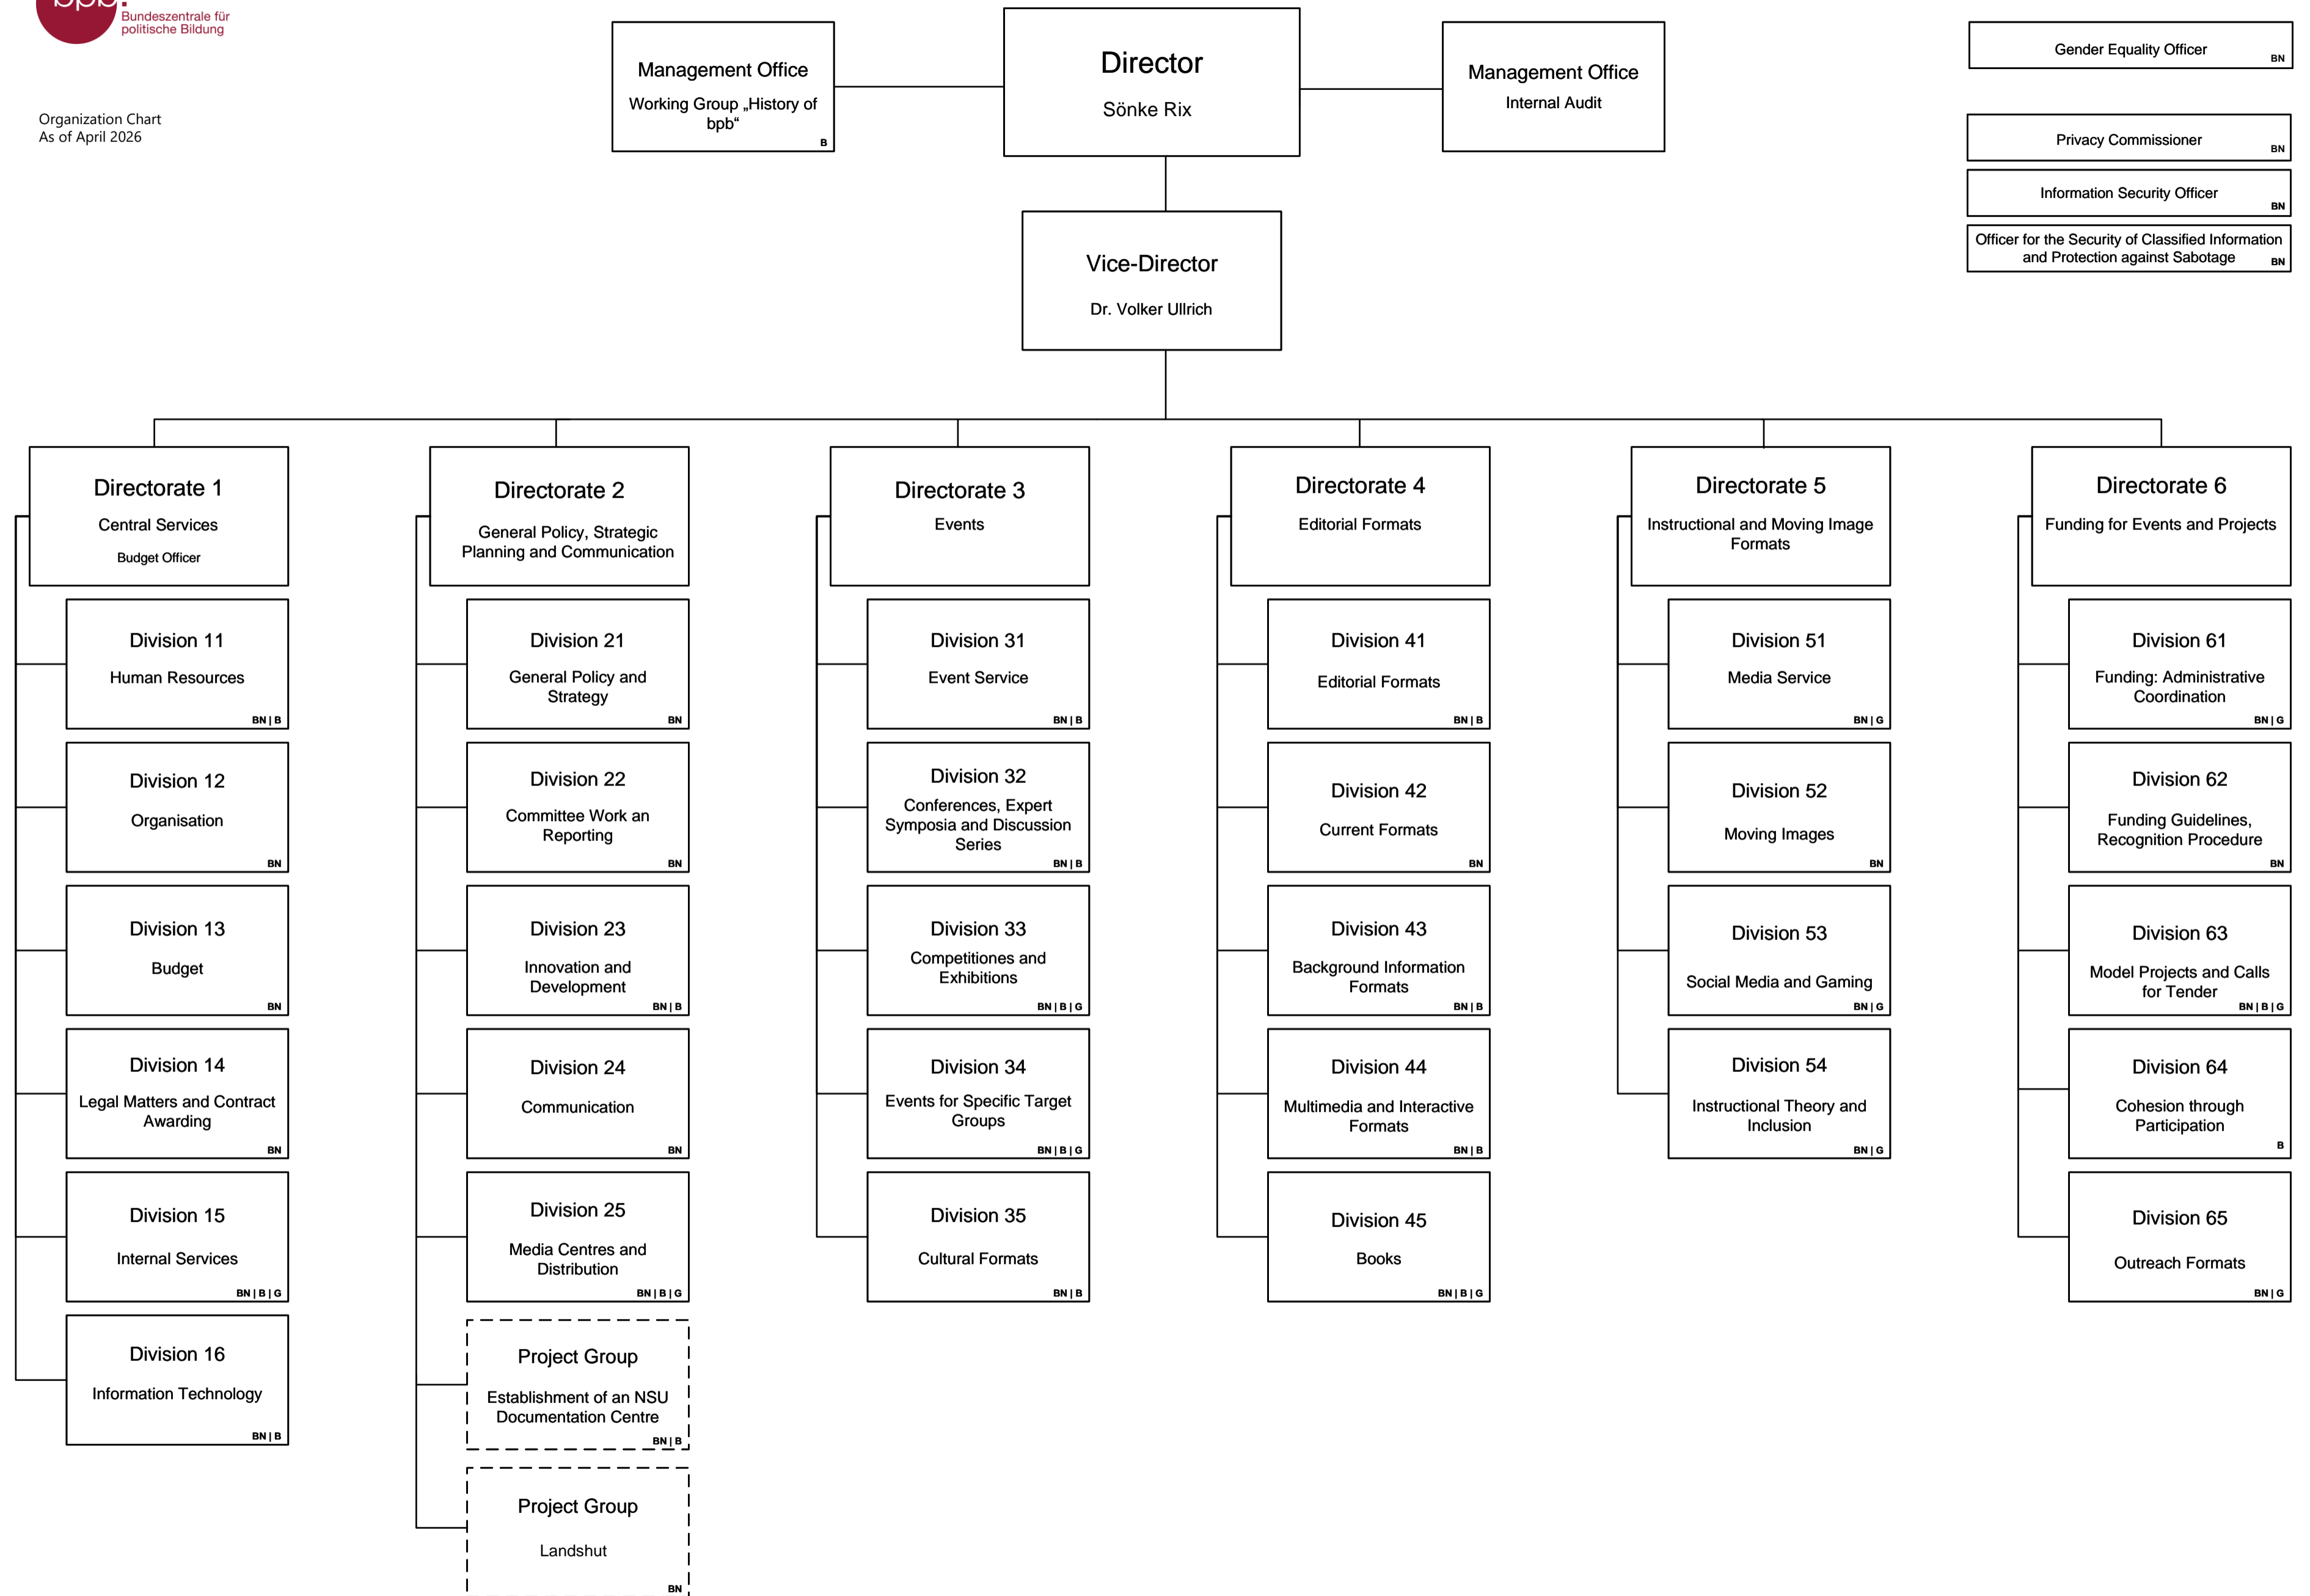 bpb:
Bundeszentrale für
politische Bildung
Organization Chart
As of April 2026
Management Office
Working Group „History of
bpb“
B
Director
Sönke Rix
Management Office
Internal Audit
Gender Equality Officer
BN
Privacy Commissioner
BN
Information Security Officer
BN
Officer for the Security of Classified Information
and Protection against Sabotage
BN
Vice-Director
Dr. Volker Ullrich
Directorate 1
Central Services
Budget Officer
Division 11
Human Resources
BN | B
Division 12
Organisation
BN
Division 13
Budget
BN
Division 14
Legal Matters and Contract
Awarding
BN
Division 15
Internal Services
BN | B | G
Division 16
Information Technology
BN | B
Directorate 2
General Policy, Strategic
Planning and Communication
Division 21
General Policy and
Strategy
BN
Division 22
Committee Work an
Reporting
BN
Division 23
Innovation and
Development
BN | B
Division 24
Communication
BN
Division 25
Media Centres and
Distribution
BN | B | G
Project Group
Establishment of an NSU
Documentation Centre
BN | B
Project Group
Landshut
BN
Directorate 3
Events
Division 31
Event Service
BN | B
Division 32
Conferences, Expert
Symposia and Discussion
Series
BN | B
Division 33
Competitiones and
Exhibitions
BN | B | G
Division 34
Events for Specific Target
Groups
BN | B | G
Division 35
Cultural Formats
BN | B
Directorate 4
Editorial Formats
Division 41
Editorial Formats
BN | B
Division 42
Current Formats
BN
Division 43
Background Information
Formats
BN | B
Division 44
Multimedia and Interactive
Formats
BN | B
Division 45
Books
BN | B | G
Directorate 5
Instructional and Moving Image
Formats
Division 51
Media Service
BN | G
Division 52
Moving Images
BN
Division 53
Social Media and Gaming
BN | G
Division 54
Instructional Theory and
Inclusion
BN | G
Directorate 6
Funding for Events and Projects
Division 61
Funding: Administrative
Coordination
BN | G
Division 62
Funding Guidelines,
Recognition Procedure
BN
Division 63
Model Projects and Calls
for Tender
BN | B | G
Division 64
Cohesion through
Participation
B
Division 65
Outreach Formats
BN | G